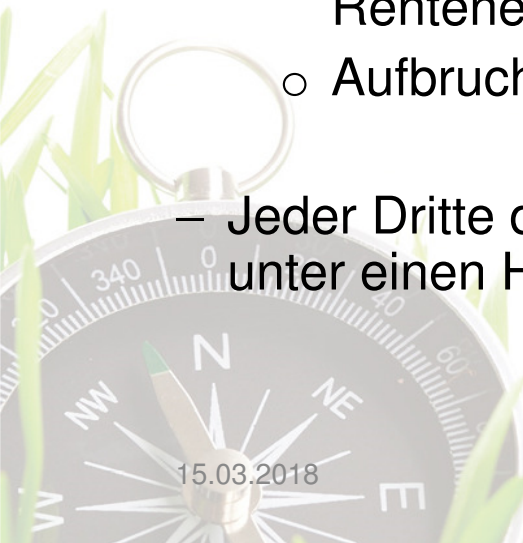 Rentene
○ Aufbruch
– Jeder Dritte
unter einen H
340 0
40
60
N
NW NE
15.03.2018
W E